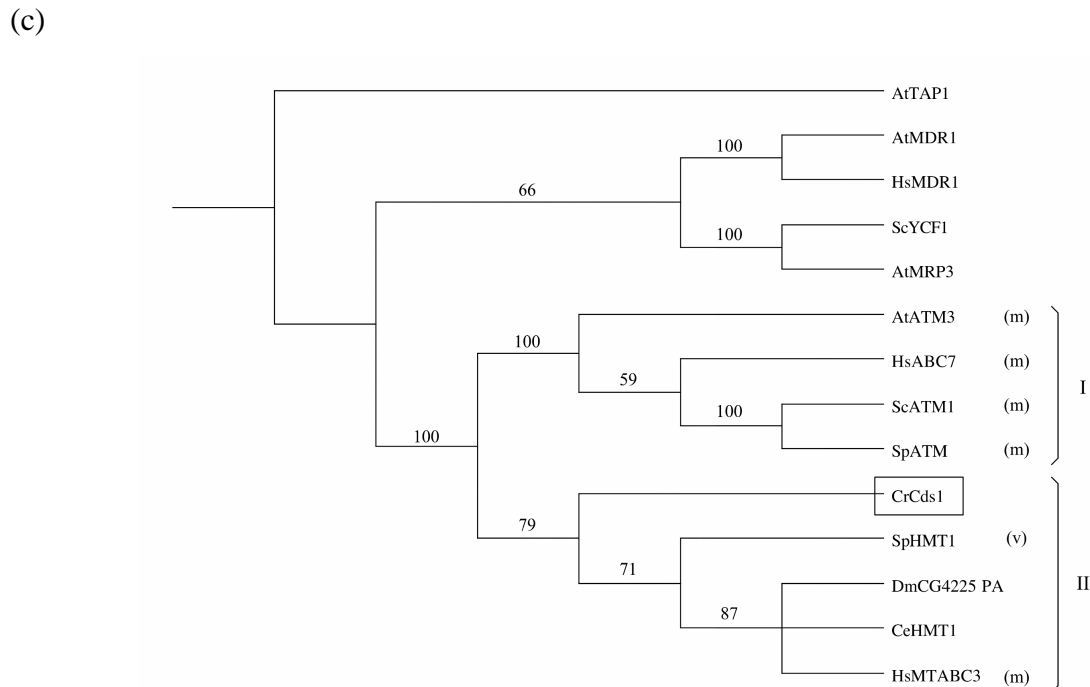 (c)
AtTAP1
AtMDR1
100
HsMDR1
66
ScYCF1
100
AtMRP3
AtATM3 (m)
100
HsABC7 (m)
59
I
ScATM1 (m)
100
SpATM (m)
100
CrCds1
79
SpHMT1 (v)
71
DmCG4225 PA
II
87
CeHMT1
HsMTABC3 (m)